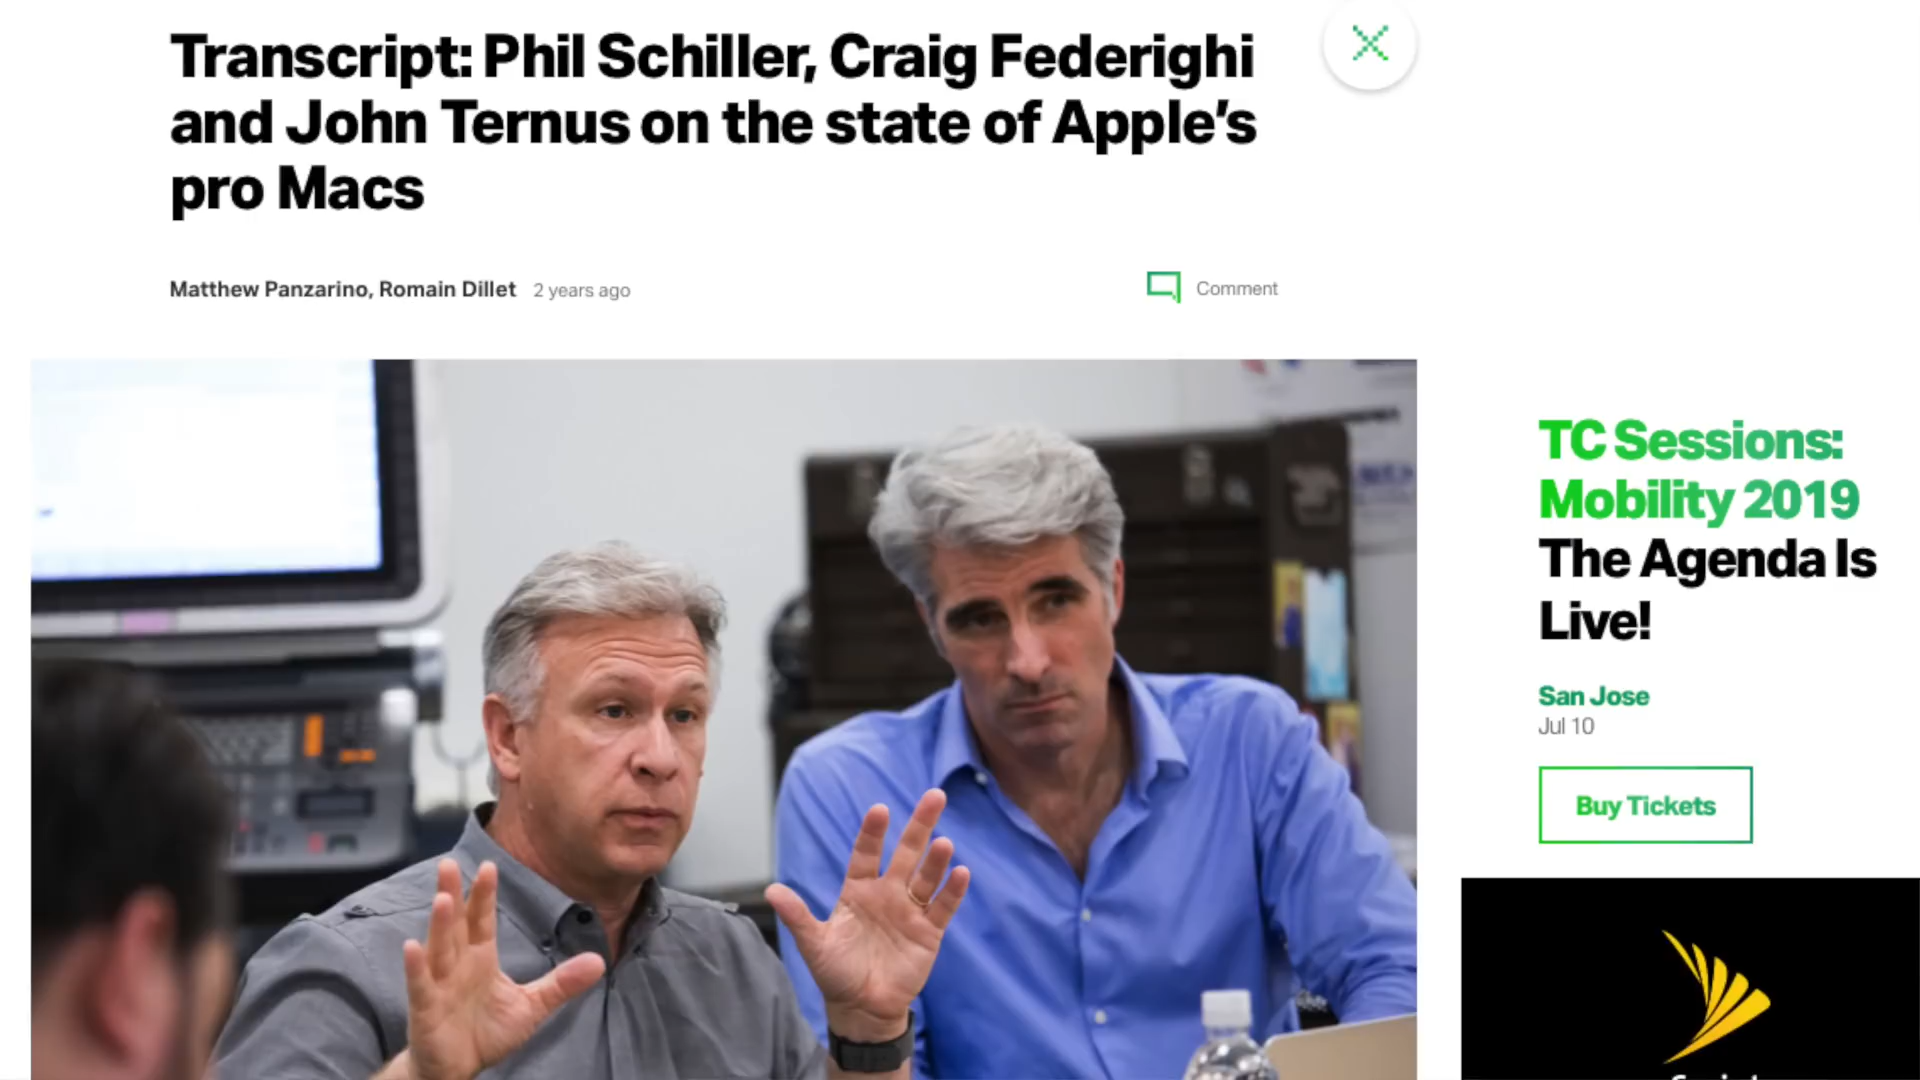 Transcript: Phil Schiller, Craig Federighi
and John Ternus on the state of Apple’s
pro Macs
Matthew Panzarino, Romain Dillet 2 years ago
Comment
TC Sessions:
Mobility 2019
The Agenda Is
Live!
San Jose
Jul 10
Buy Tickets